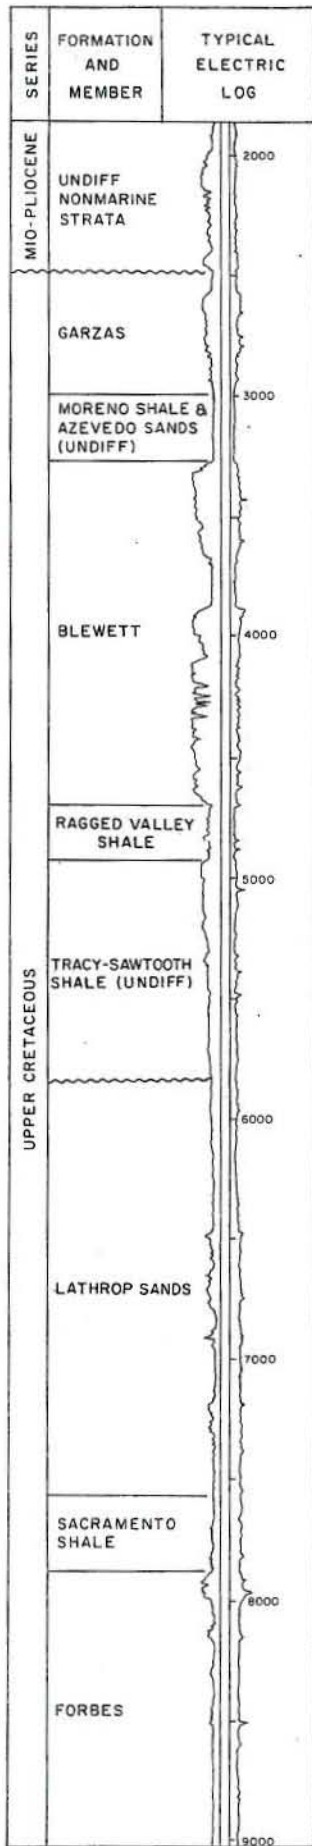 SERIES
FORMATION
AND
MEMBER
TYPICAL
ELECTRIC
LOG
MIO-PLIOCENE
UNDIFF
NONMARINE
STRATA
2000
GARZAS
3000
MORENO SHALE &
AZEVEDO SANDS
(UNDIFF)
BLEWETT
4000
RAGGED VALLEY
SHALE
5000
UPPER CRETACEOUS
TRACY-SAWTOOTH
SHALE (UNDIFF)
6000
LATHROP SANDS
7000
SACRAMENTO
SHALE
8000
FORBES
9000